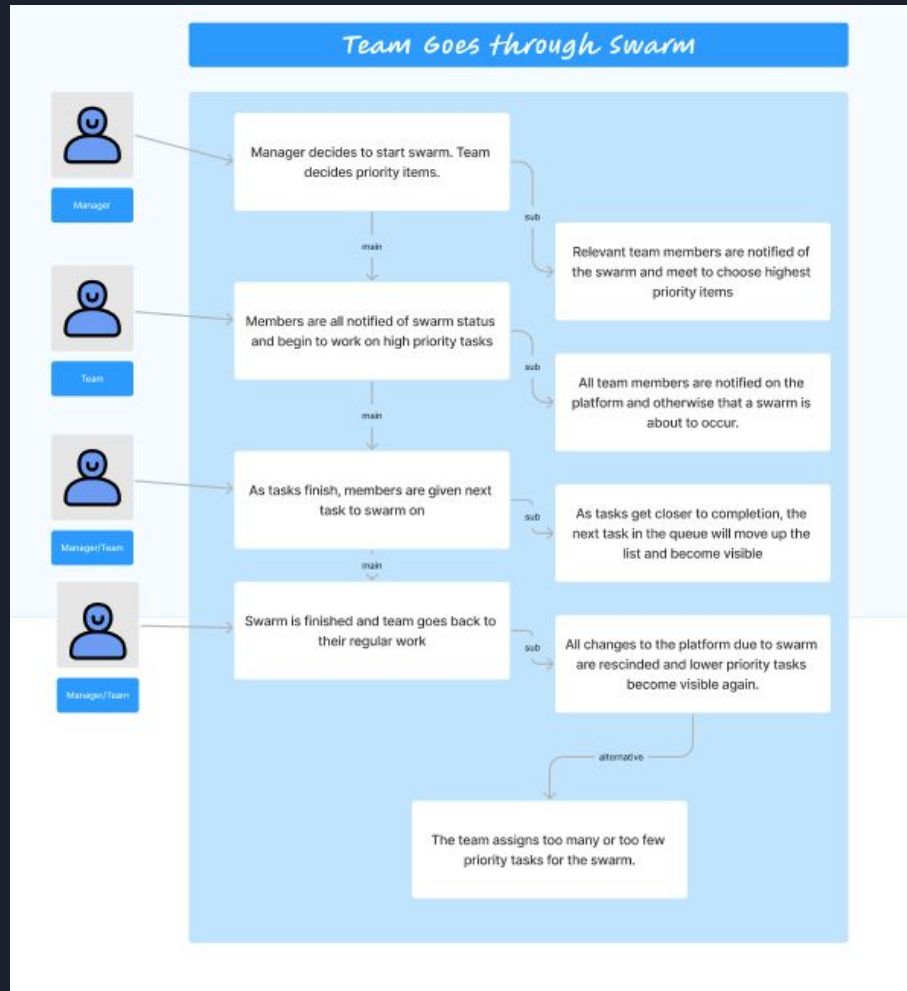 Team Goes through Swarm
Manager decides to start swarm. Team
decides priority items.
Manager
sub
main
Relevant team members are notified of
the swarm and meet to choose highest
priority items
Members are all notified of swarm status
and begin to work on high priority tasks
Team
sub
main
All team members are notified on the
platform and otherwise that a swarm is
about to occur.
As tasks finish, members are given next
task to swarm on
Manager/Team
sub
main
As tasks get closer to completion, the
next task in the queue will move up the
list and become visible
Swarm is finished and team goes back to
their regular work
Manager/Team
sub
All changes to the platform due to swarm
are rescinded and lower priority tasks
become visible again.
alternative
The team assigns too many or too few
priority tasks for the swarm.